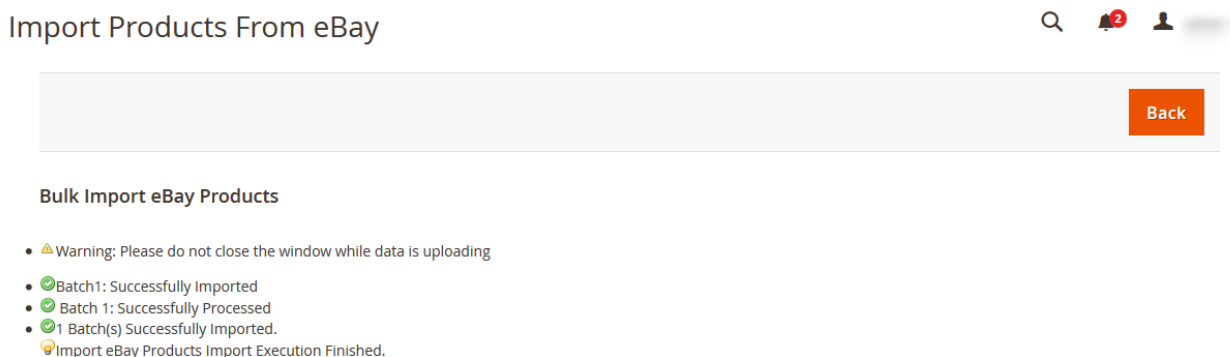 Import Products From eBay
2
Back
Bulk Import eBay Products
Warning: Please do not close the window while data is uploading
Batch1: Successfully Imported
Batch 1: Successfully Processed
1 Batch(s) Successfully Imported.
Import eBay Products Import Execution Finished.